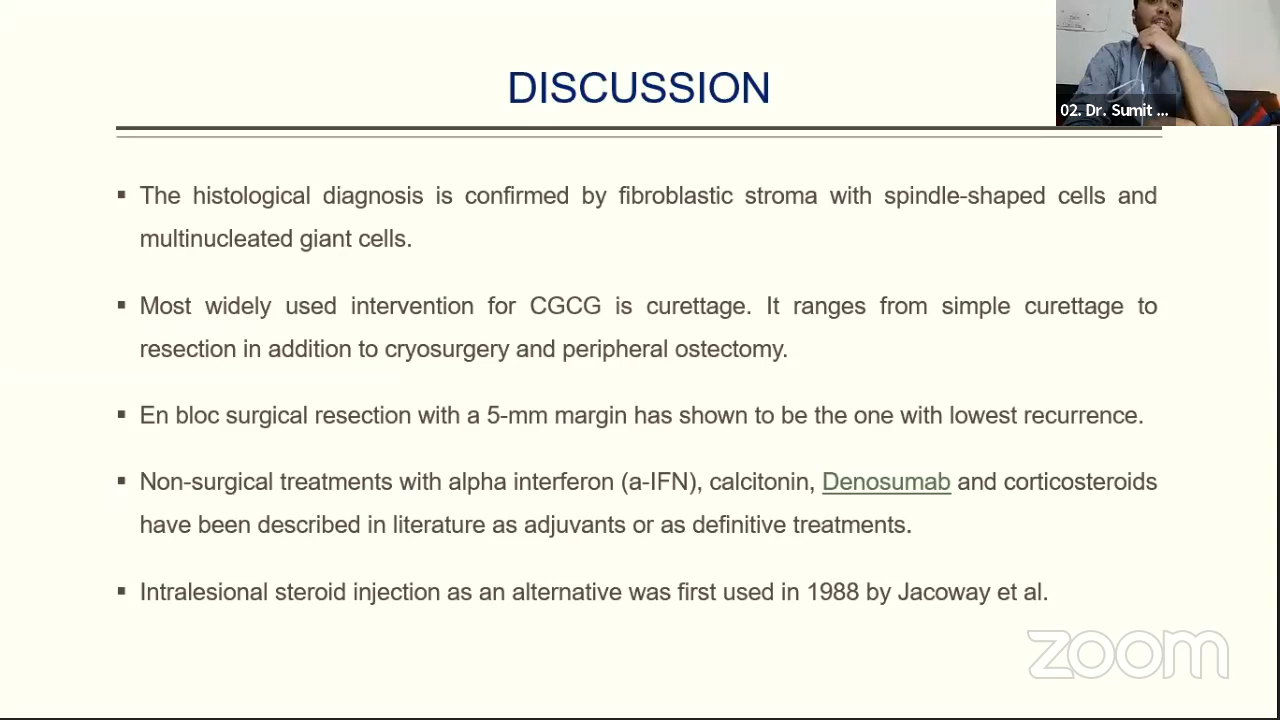 DISCUSSION
02. Dr. Sumit ...
▪ The histological diagnosis is confirmed by fibroblastic stroma with spindle-shaped cells and
multinucleated giant cells.
▪ Most widely used intervention for CGCG is curettage. It ranges from simple curettage to
resection in addition to cryosurgery and peripheral ostectomy.
▪ En bloc surgical resection with a 5-mm margin has shown to be the one with lowest recurrence.
▪ Non-surgical treatments with alpha interferon (a-IFN), calcitonin, Denosumab and corticosteroids
have been described in literature as adjuvants or as definitive treatments.
▪ Intralesional steroid injection as an alternative was first used in 1988 by Jacoway et al.
zoom